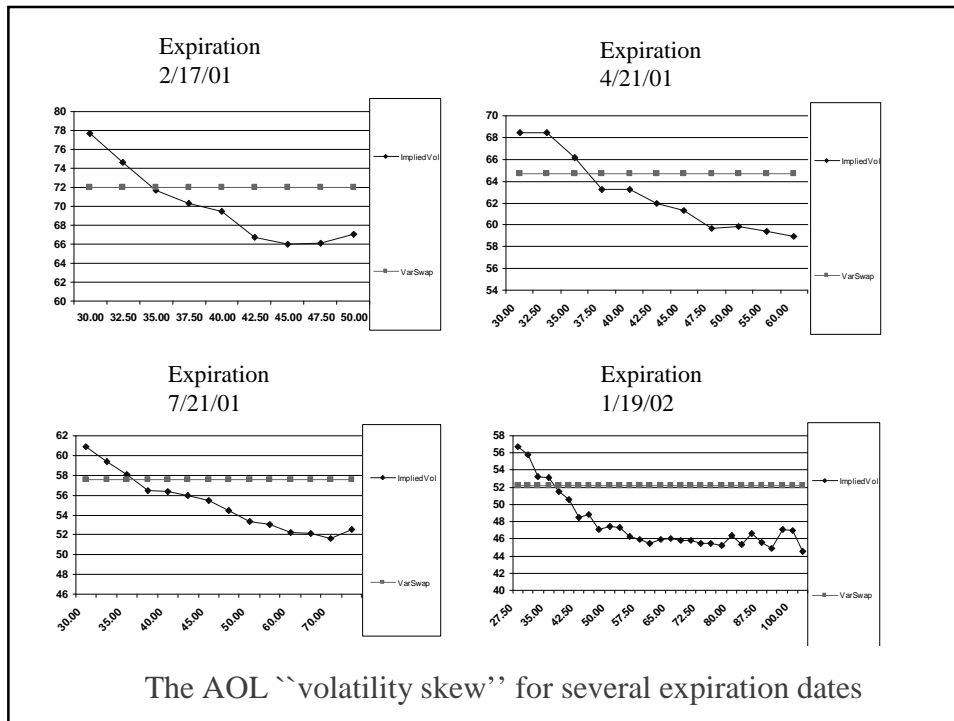 Expiration
2/17/01
80
78
76
74
72
70
68
66
64
62
60
30.00 32.50 35.00 37.50 40.00 42.50 45.00 47.50 50.00
ImpliedVol
VarSwap
Expiration
4/21/01
70
68
66
64
62
60
58
56
54
30.00 32.50 35.00 37.50 40.00 42.50 45.00 47.50 50.00 55.00 60.00
ImpliedVol
VarSwap
Expiration
7/21/01
62
60
58
56
54
52
50
48
46
30.00 35.00 40.00 45.00 50.00 60.00 70.00
ImpliedVol
VarSwap
Expiration
1/19/02
58
56
54
52
50
48
46
44
42
40
27.50 35.00 42.50 50.00 57.50 65.00 72.50 80.00 87.50 100.00
ImpliedVol
VarSwap
The AOL ``volatility skew'' for several expiration dates